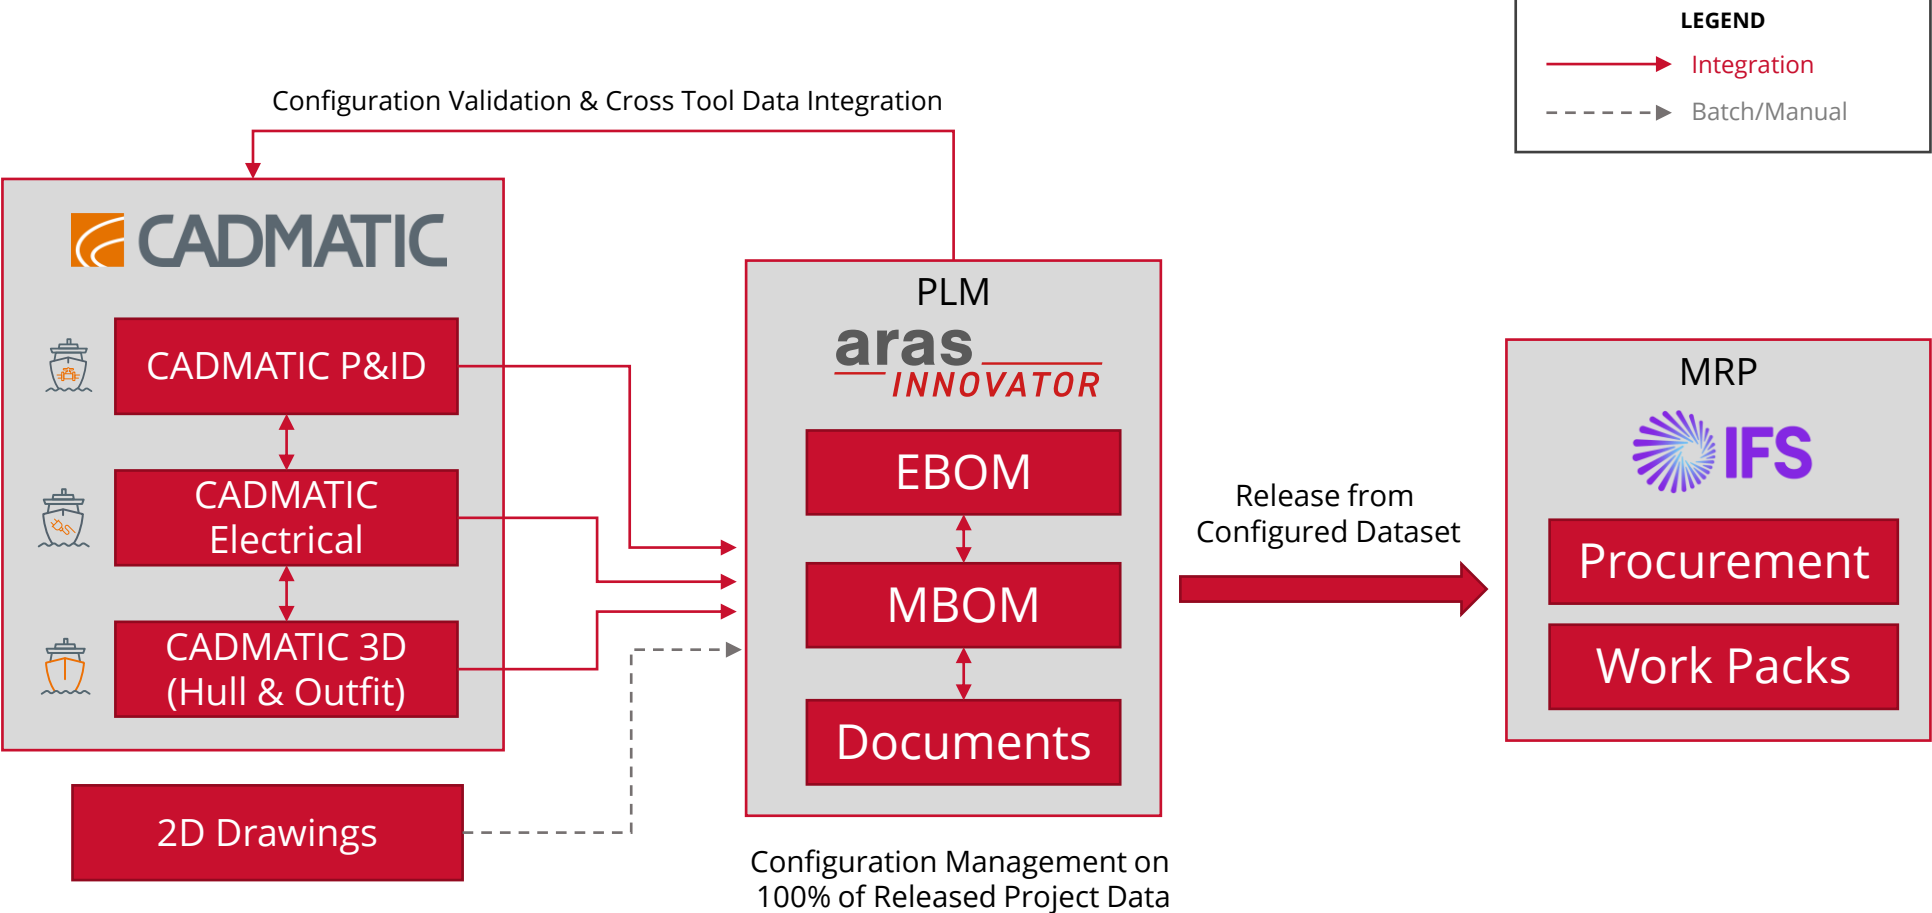 LEGEND
Integration
Batch/Manual
Configuration Validation & Cross Tool Data Integration
CADMATIC
CADMATIC P&ID
CADMATIC
Electrical
CADMATIC 3D
(Hull & Outfit)
2D Drawings
PLM
aras
INNOVATOR
EBOM
MBOM
Documents
Configuration Management on
100% of Released Project Data
Release from
Configured Dataset
MRP
IFS
Procurement
Work Packs